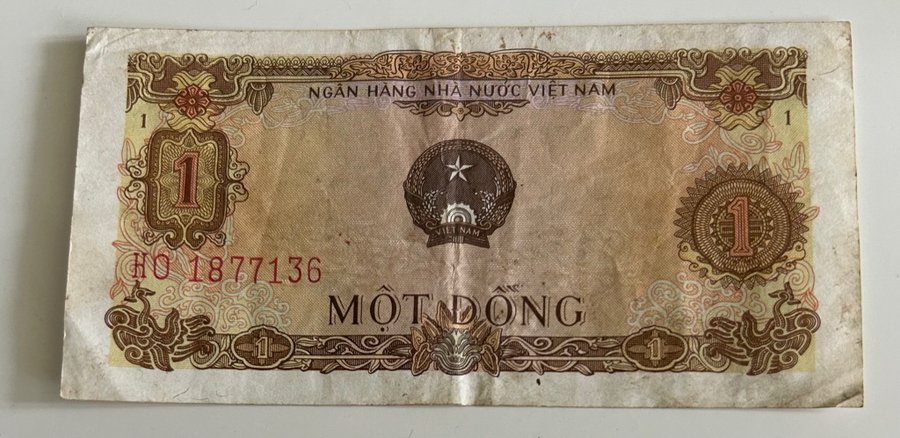 NGÂN HÀNG NHÀ NƯỚC VIỆT NAM
1
1
1
VIỆT NAM
1
HO 1877136
MỘT ĐỒNG
1
1